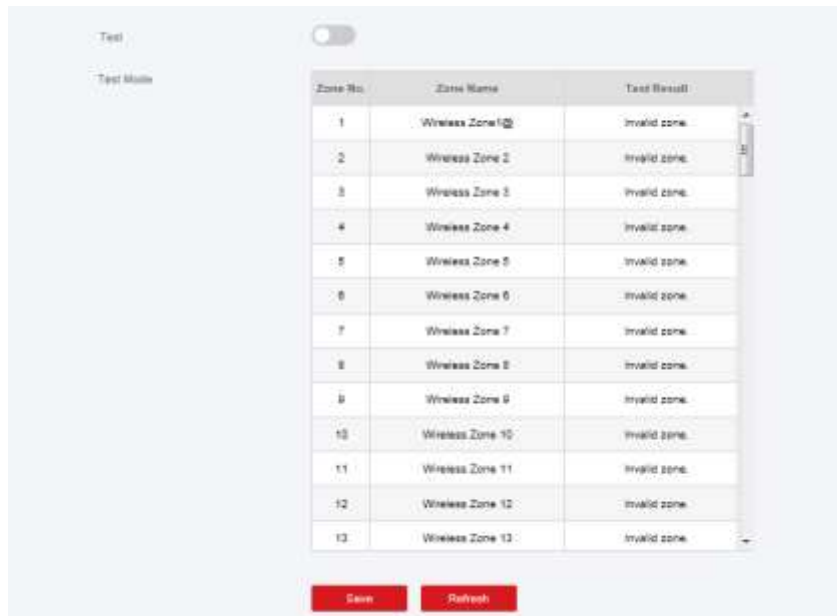 Test
Test Mode
Zone No. Zone Name Test Result
1 Wireless Zone1@ Invalid zone.
2 Wireless Zone 2 Invalid zone.
3 Wireless Zone 3 Invalid zone.
4 Wireless Zone 4 Invalid zone.
5 Wireless Zone 5 Invalid zone.
6 Wireless Zone 6 Invalid zone.
7 Wireless Zone 7 Invalid zone.
8 Wireless Zone 8 Invalid zone.
9 Wireless Zone 9 Invalid zone.
10 Wireless Zone 10 Invalid zone.
11 Wireless Zone 11 Invalid zone.
12 Wireless Zone 12 Invalid zone.
13 Wireless Zone 13 Invalid zone.
Save Refresh